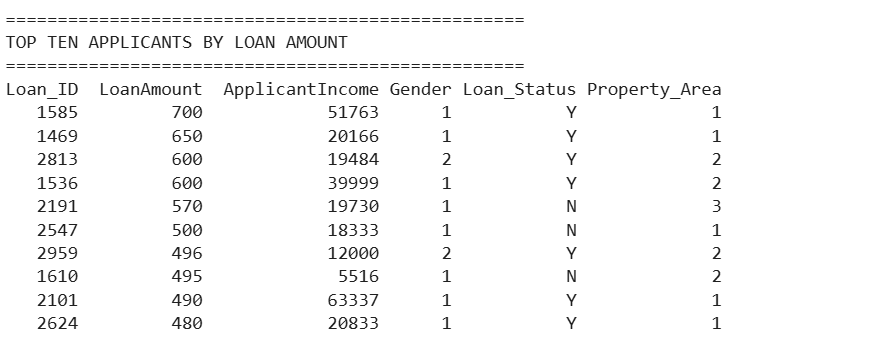 ==================================================
TOP TEN APPLICANTS BY LOAN AMOUNT
==================================================
Loan_ID  LoanAmount  ApplicantIncome Gender Loan_Status Property_Area
   1585         700            51763      1           Y             1
   1469         650            20166      1           Y             1
   2813         600            19484      2           Y             2
   1536         600            39999      1           Y             2
   2191         570            19730      1           N             3
   2547         500            18333      1           N             1
   2959         496            12000      2           Y             2
   1610         495             5516      1           N             2
   2101         490            63337      1           Y             1
   2624         480            20833      1           Y             1